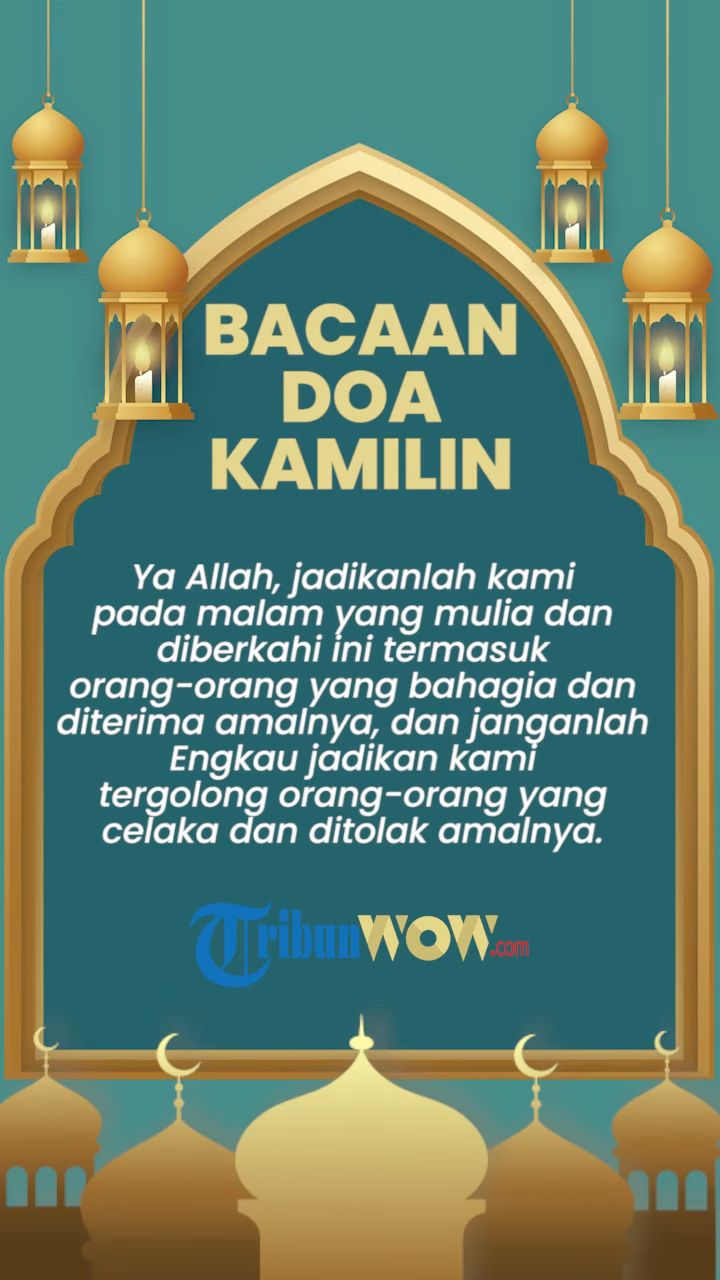 BACAAN
DOA
KAMILIN
Ya Allah, jadikanlah kami
pada malam yang mulia dan
diberkahi ini termasuk
orang-orang yang bahagia dan
diterima amalnya, dan janganlah
Engkau jadikan kami
tergolong orang-orang yang
celaka dan ditolak amalnya.
TribunWOW.com